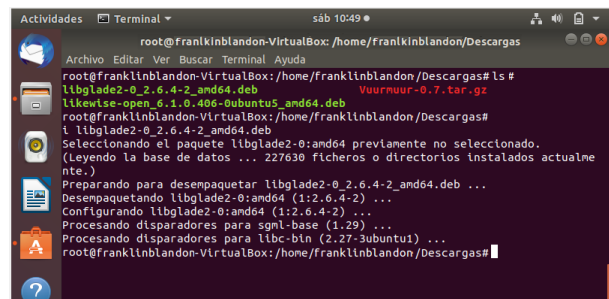 Actividades Terminal sáb 10:49
root@franlkinblandon-VirtualBox: /home/franlkinblandon/Descargas
Archivo Editar Ver Buscar Terminal Ayuda
root@franklinblandon-VirtualBox:/home/franklinblandon/Descargas# ls #
libglade2-0_2.6.4-2_amd64.deb Vuurmuur-0.7.tar.gz
likewise-open_6.1.0.406-0ubuntu5_amd64.deb
root@franklinblandon-VirtualBox:/home/franklinblandon/Descargas#
i libglade2-0_2.6.4-2_amd64.deb
Seleccionando el paquete libglade2-0:amd64 previamente no seleccionado.
(Leyendo la base de datos ... 227630 ficheros o directorios instalados actualme
nte.)
Preparando para desempaquetar libglade2-0_2.6.4-2_amd64.deb ...
Desempaquetando libglade2-0:amd64 (1:2.6.4-2) ...
Configurando libglade2-0:amd64 (1:2.6.4-2) ...
Procesando disparadores para sgml-base (1.29) ...
Procesando disparadores para libc-bin (2.27-3ubuntu1) ...
root@franklinblandon-VirtualBox:/home/franklinblandon/Descargas#